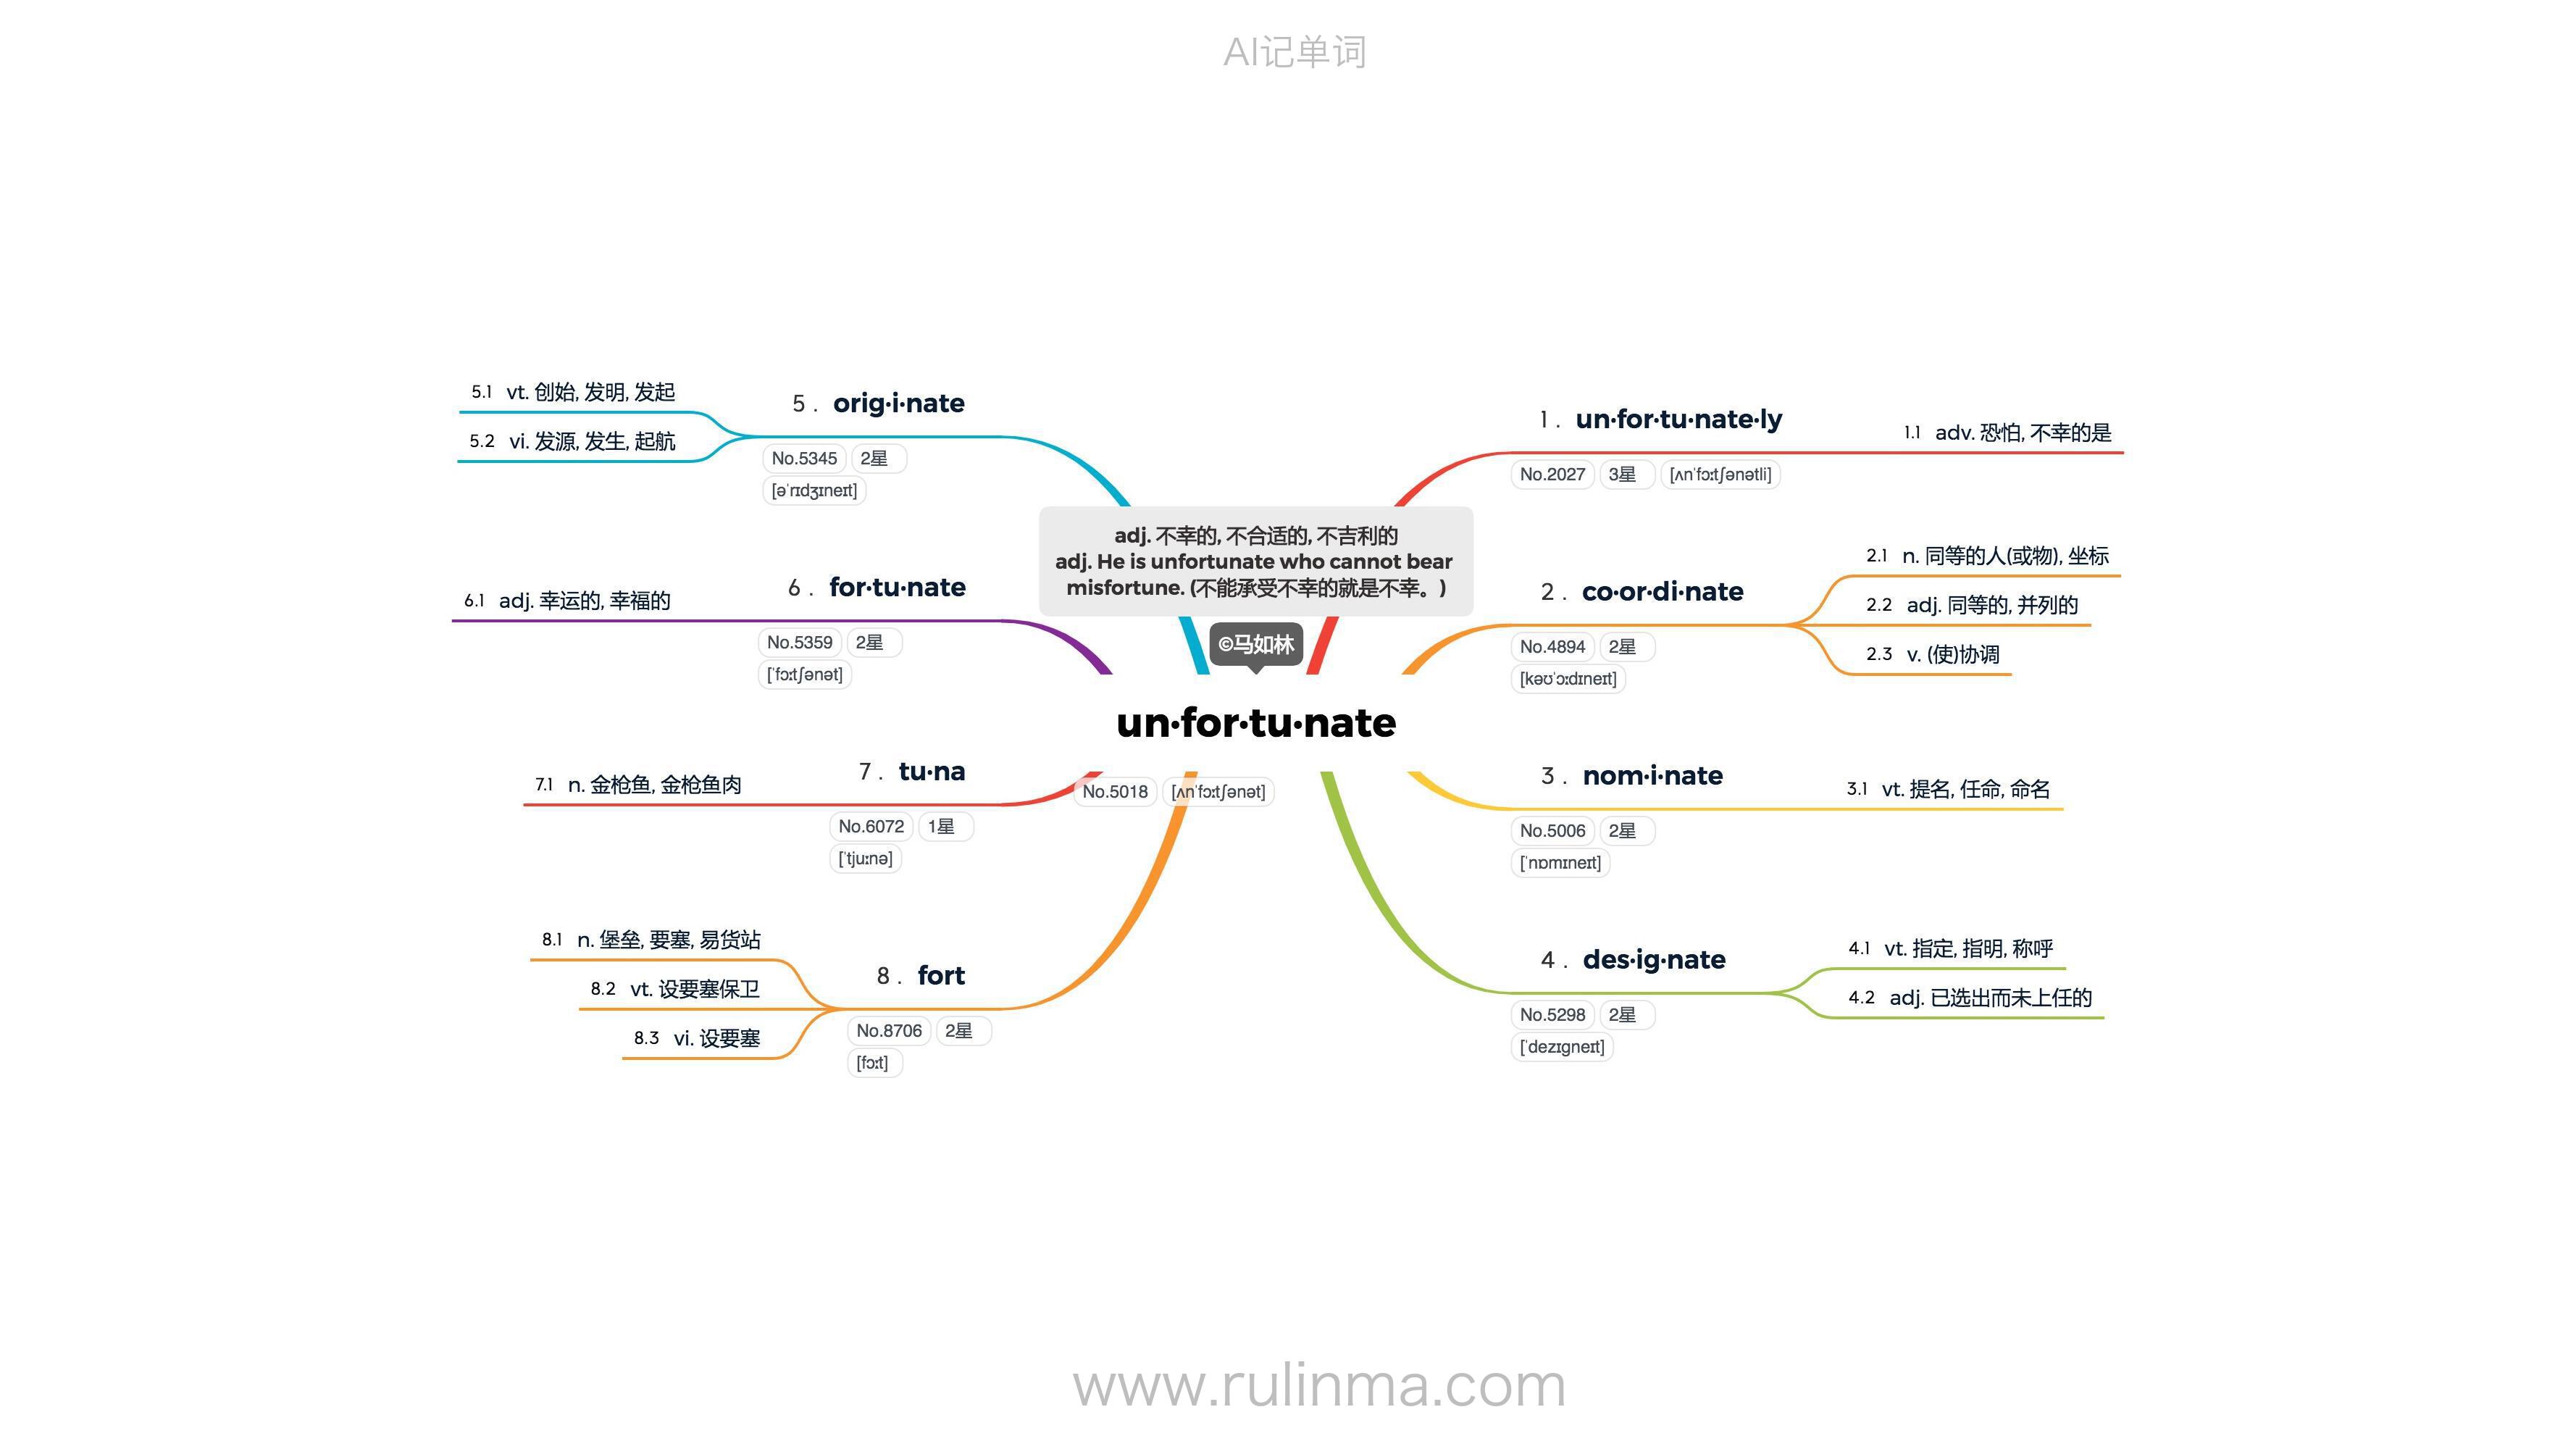 AI记单词
adj. 不幸的, 不合适的, 不吉利的
adj. He is unfortunate who cannot bear
misfortune. (不能承受不幸的就是不幸。)
©马如林
un·for·tu·nate
No.5018 [ʌnˈfɔːtʃənət]
1 . un·for·tu·nate·ly
No.2027 3星 [ʌnˈfɔːtʃənətli]
1.1 adv. 恐怕, 不幸的是
2 . co·or·di·nate
No.4894 2星
[kəʊˈɔːdɪneɪt]
2.1 n. 同等的人(或物), 坐标
2.2 adj. 同等的, 并列的
2.3 v. (使)协调
3 . nom·i·nate
No.5006 2星
[ˈnɒmɪneɪt]
3.1 vt. 提名, 任命, 命名
4 . des·ig·nate
No.5298 2星
[ˈdezɪgneɪt]
4.1 vt. 指定, 指明, 称呼
4.2 adj. 已选出而未上任的
5 . orig·i·nate
No.5345 2星
[əˈrɪdʒɪneɪt]
5.1 vt. 创始, 发明, 发起
5.2 vi. 发源, 发生, 起航
6 . for·tu·nate
No.5359 2星
[ˈfɔːtʃənət]
6.1 adj. 幸运的, 幸福的
7 . tu·na
No.6072 1星
[ˈtjuːnə]
7.1 n. 金枪鱼, 金枪鱼肉
8 . fort
No.8706 2星
[fɔːt]
8.1 n. 堡垒, 要塞, 易货站
8.2 vt. 设要塞保卫
8.3 vi. 设要塞
www.rulinma.com